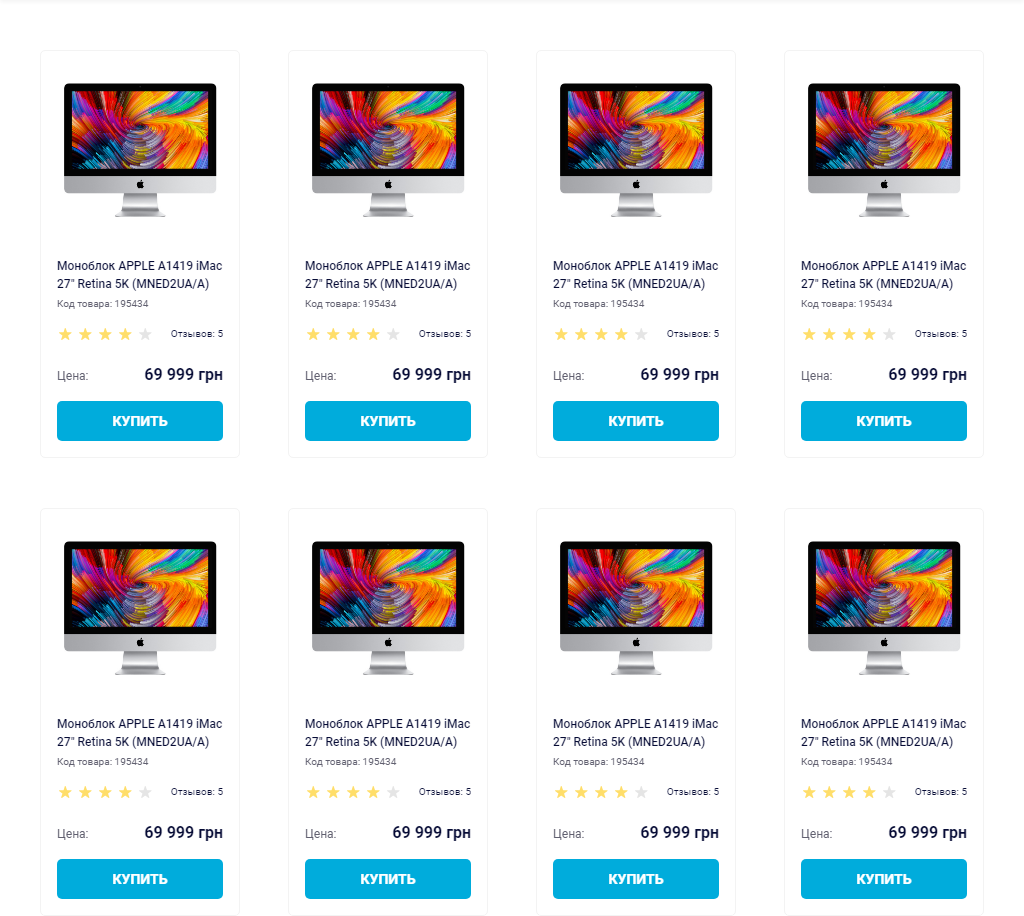 Моноблок APPLE A1419 iMac
27" Retina 5K (MNED2UA/A)
Код товара: 195434
Отзывов: 5
Цена: 69 999 грн
КУПИТЬ
Моноблок APPLE A1419 iMac
27" Retina 5K (MNED2UA/A)
Код товара: 195434
Отзывов: 5
Цена: 69 999 грн
КУПИТЬ
Моноблок APPLE A1419 iMac
27" Retina 5K (MNED2UA/A)
Код товара: 195434
Отзывов: 5
Цена: 69 999 грн
КУПИТЬ
Моноблок APPLE A1419 iMac
27" Retina 5K (MNED2UA/A)
Код товара: 195434
Отзывов: 5
Цена: 69 999 грн
КУПИТЬ
Моноблок APPLE A1419 iMac
27" Retina 5K (MNED2UA/A)
Код товара: 195434
Отзывов: 5
Цена: 69 999 грн
КУПИТЬ
Моноблок APPLE A1419 iMac
27" Retina 5K (MNED2UA/A)
Код товара: 195434
Отзывов: 5
Цена: 69 999 грн
КУПИТЬ
Моноблок APPLE A1419 iMac
27" Retina 5K (MNED2UA/A)
Код товара: 195434
Отзывов: 5
Цена: 69 999 грн
КУПИТЬ
Моноблок APPLE A1419 iMac
27" Retina 5K (MNED2UA/A)
Код товара: 195434
Отзывов: 5
Цена: 69 999 грн
КУПИТЬ